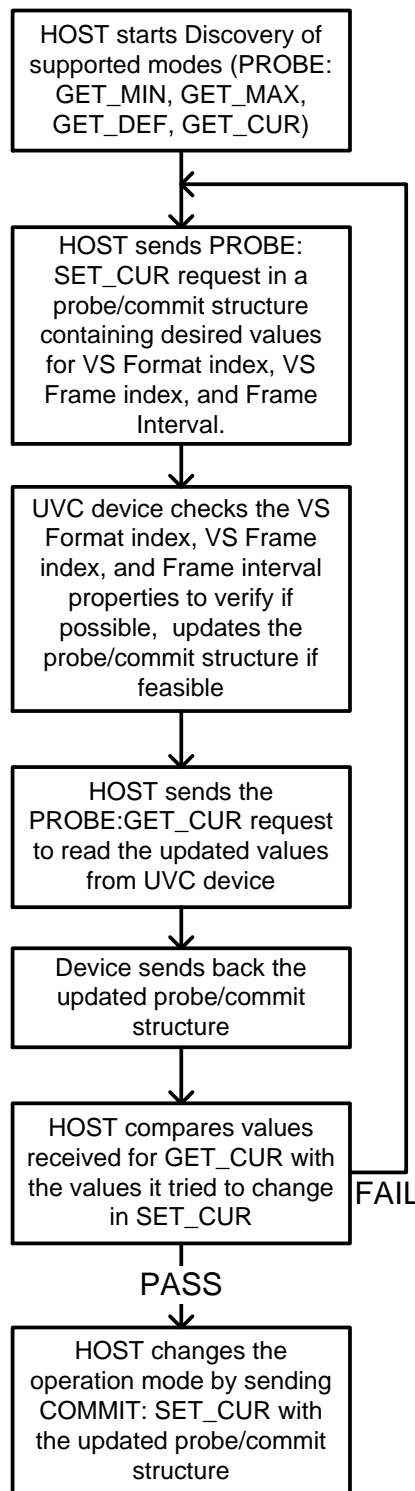 HOST starts Discovery of
supported modes (PROBE:
GET_MIN, GET_MAX,
GET_DEF, GET_CUR)
HOST sends PROBE:
SET_CUR request in a
probe/commit structure
containing desired values
for VS Format index, VS
Frame index, and Frame
Interval.
UVC device checks the VS
Format index, VS Frame
index, and Frame interval
properties to verify if
possible, updates the
probe/commit structure if
feasible
HOST sends the
PROBE:GET_CUR request
to read the updated values
from UVC device
Device sends back the
updated probe/commit
structure
HOST compares values
received for GET_CUR with
the values it tried to change
in SET_CUR
FAIL
PASS
HOST changes the
operation mode by sending
COMMIT: SET_CUR with
the updated probe/commit
structure